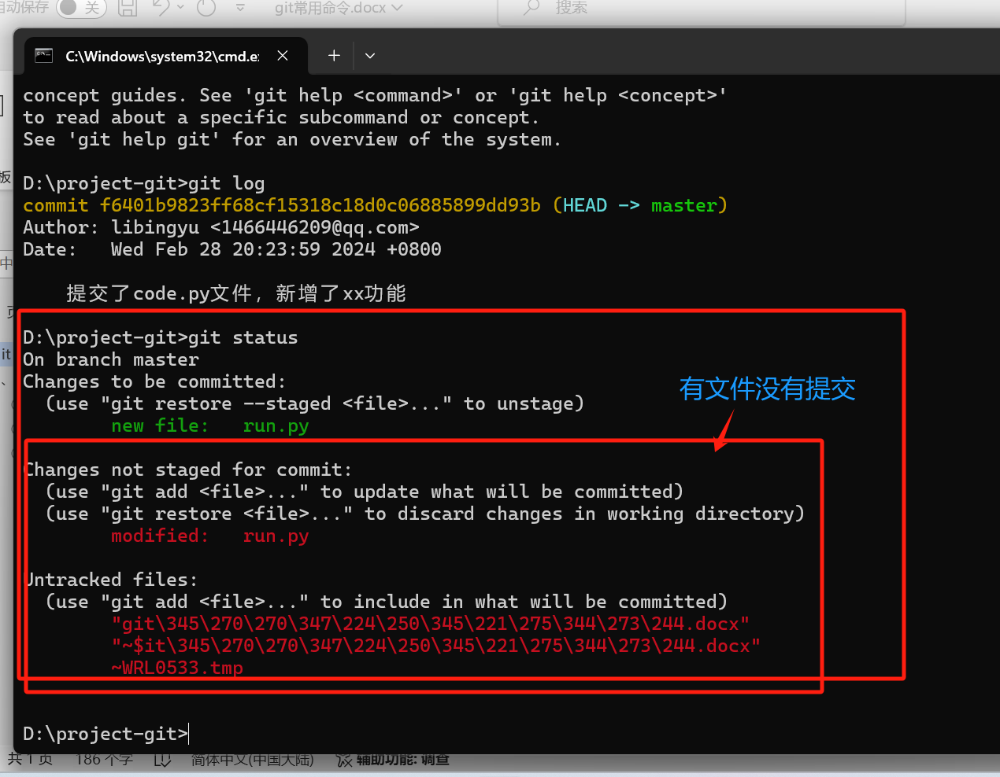 自动保存 关 git常用命令.docx 搜索
C:\Windows\system32\cmd.e
板
中
it
、
concept guides. See 'git help <command>' or 'git help <concept>'
to read about a specific subcommand or concept.
See 'git help git' for an overview of the system.
D:\project-git>git log
commit f6401b9823ff68cf15318c18d0c06885899dd93b (HEAD -> master)
Author: libingyu <1466446209@qq.com>
Date:   Wed Feb 28 20:23:59 2024 +0800
提交了code.py文件, 新增了xx功能
D:\project-git>git status
On branch master
Changes to be committed:
(use "git restore --staged <file>..." to unstage)
new file:   run.py
有文件没有提交
Changes not staged for commit:
(use "git add <file>..." to update what will be committed)
(use "git restore <file>..." to discard changes in working directory)
modified:   run.py
Untracked files:
(use "git add <file>..." to include in what will be committed)
"git\345\270\270\347\224\250\345\221\275\344\273\244.docx"
"~$it\345\270\270\347\224\250\345\221\275\344\273\244.docx"
~WRL0533.tmp
D:\project-git>
共 1 页 186 个字 简体中文(中国大陆) 辅助功能: 调查